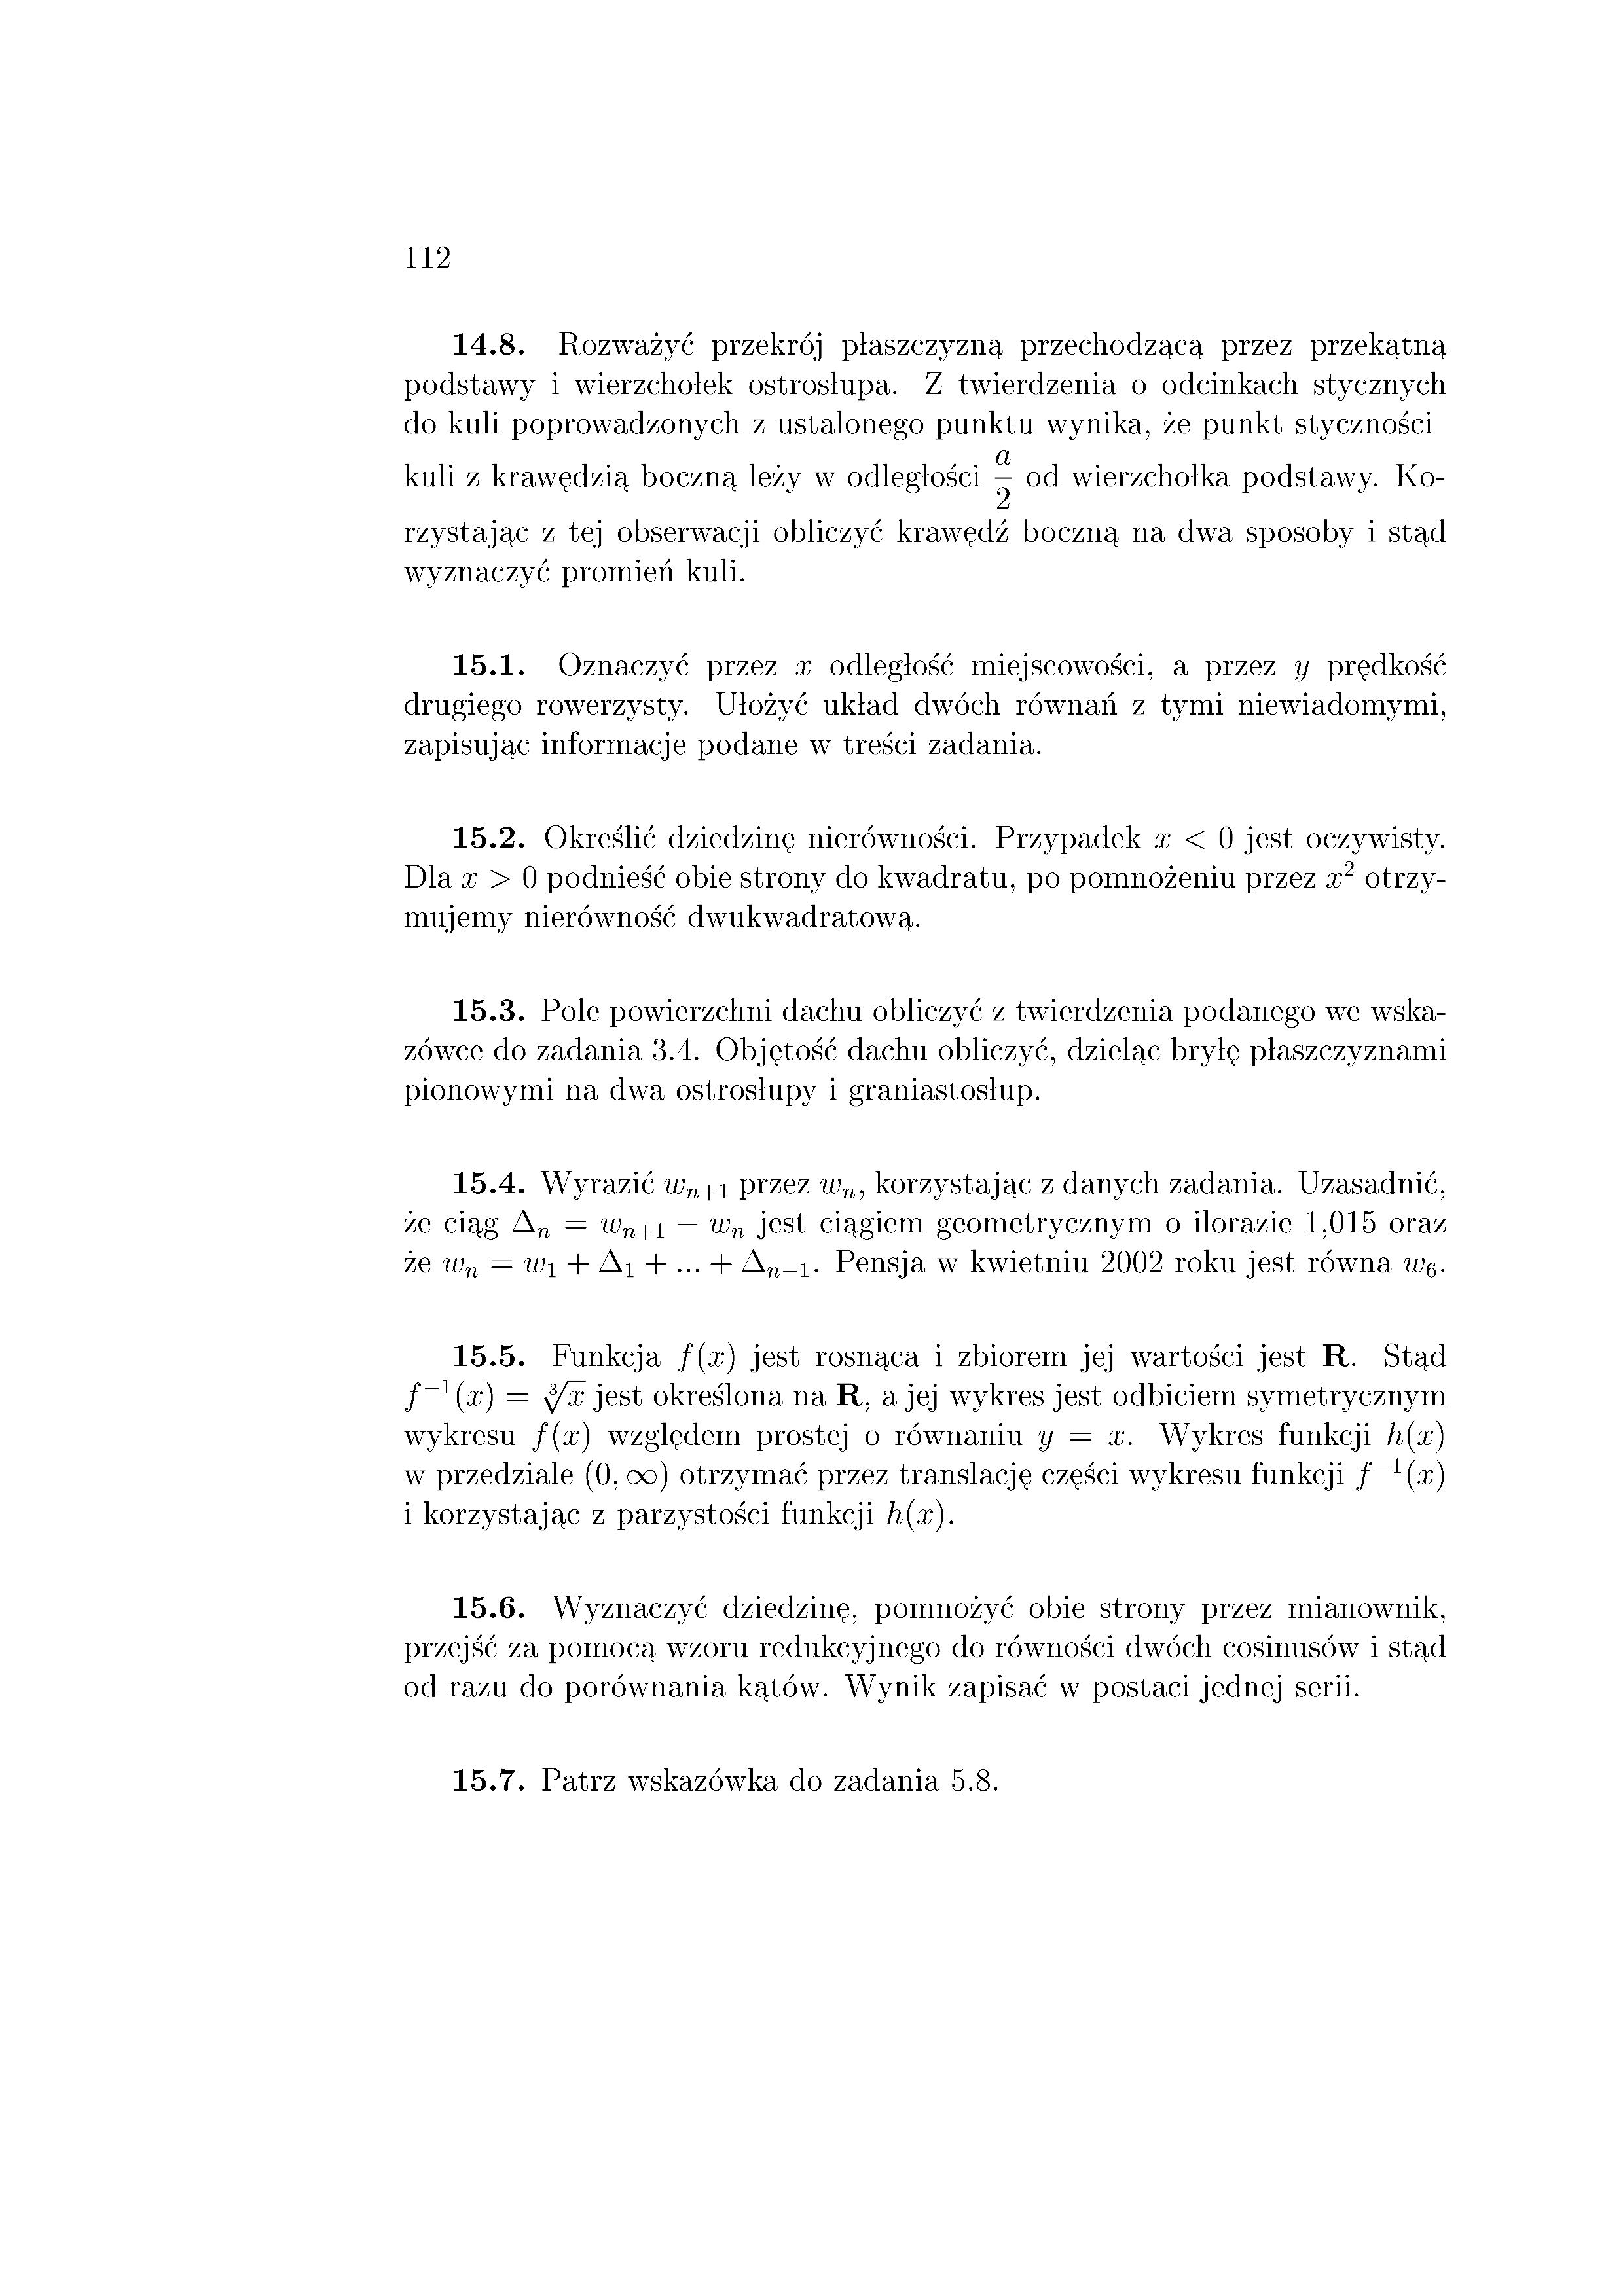 112
14.8. Rozważyć przekrój płaszczyzną przechodzącą przez przekątną
podstawy i wierzchołek ostrosłupa. Z twierdzenia o odcinkach stycznych
do kuli poprowadzonych z ustalonego punktu wynika, że punkt styczności
kuli z krawędzią boczną leży w odległości $\frac{a}{2}$ od wierzchołka podstawy. Ko-
rzystając z tej obserwacji obliczyć krawędź boczną na dwa sposoby i stąd
wyznaczyć promień kuli.
15.1. Oznaczyć przez x odległość miejscowości, a przez y prędkość
drugiego rowerzysty. Ułożyć układ dwóch równań z tymi niewiadomymi,
zapisując informacje podane w treści zadania.
15.2. Określić dziedzinę nierówności. Przypadek x < 0 jest oczywisty.
Dla x > 0 podnieść obie strony do kwadratu, po pomnożeniu przez $x^2$ otrzy-
mujemy nierówność dwukwadratową.
15.3. Pole powierzchni dachu obliczyć z twierdzenia podanego we wska-
zówce do zadania 3.4. Objętość dachu obliczyć, dzieląc bryłę płaszczyznami
pionowymi na dwa ostrosłupy i graniastosłup.
15.4. Wyrazić $w_{n+1}$ przez $w_n$, korzystając z danych zadania. Uzasadnić,
że ciąg $\Delta_n = w_{n+1} - w_n$ jest ciągiem geometrycznym o ilorazie 1,015 oraz
że $w_n = w_1 + \Delta_1 + ... + \Delta_{n-1}$. Pensja w kwietniu 2002 roku jest równa $w_6$.
15.5. Funkcja f(x) jest rosnąca i zbiorem jej wartości jest R. Stąd
$f^{-1}(x) = \sqrt[3]{x}$ jest określona na R, a jej wykres jest odbiciem symetrycznym
wykresu f(x) względem prostej o równaniu y = x. Wykres funkcji h(x)
w przedziale (0, ∞) otrzymać przez translację części wykresu funkcji $f^{-1}(x)$
i korzystając z parzystości funkcji h(x).
15.6. Wyznaczyć dziedzinę, pomnożyć obie strony przez mianownik,
przejść za pomocą wzoru redukcyjnego do równości dwóch cosinusów i stąd
od razu do porównania kątów. Wynik zapisać w postaci jednej serii.
15.7. Patrz wskazówka do zadania 5.8.